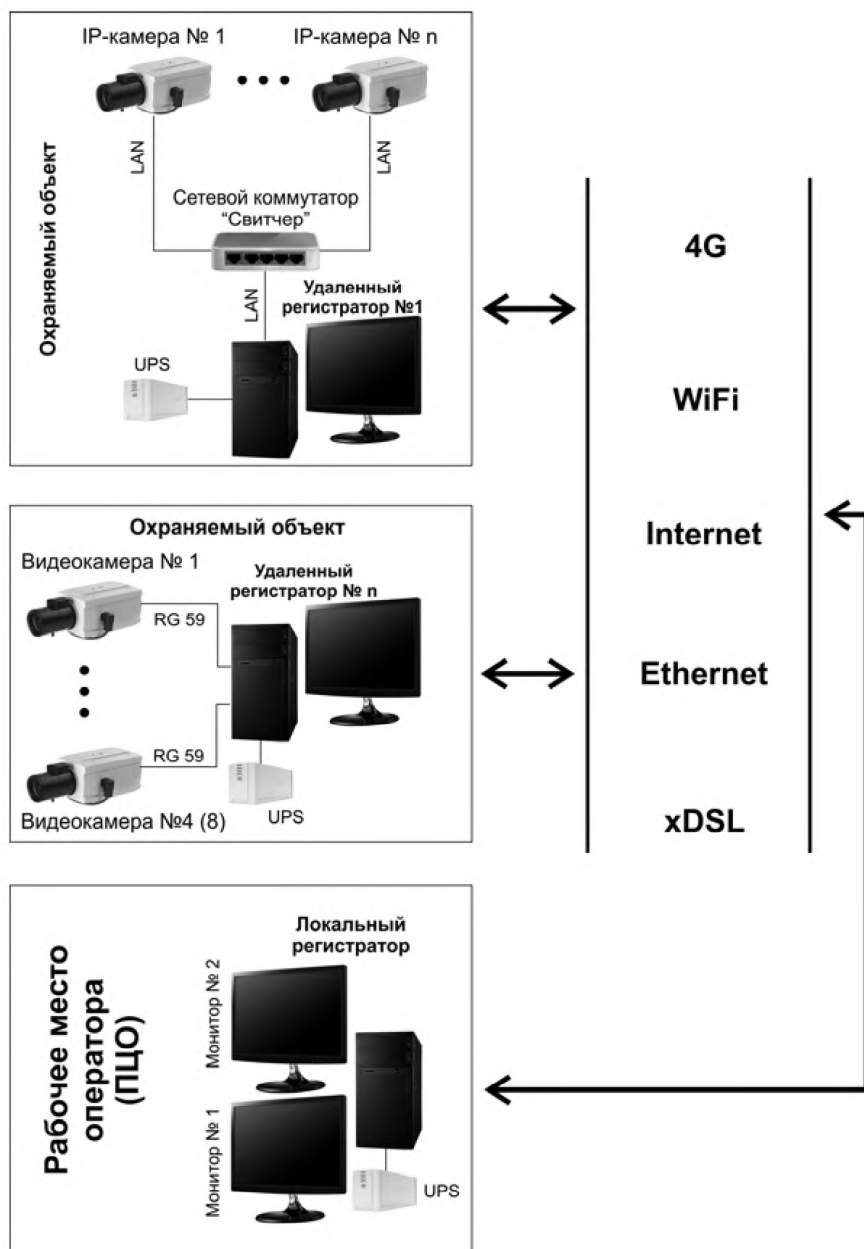 IP-камера № 1
IP-камера № n
Охраняемый объект
LAN
LAN
Сетевой коммутатор
“Свитчер”
LAN
Удаленный
регистратор №1
UPS
Охраняемый объект
Видеокамера № 1
Удаленный
регистратор № n
RG 59
RG 59
Видеокамера №4 (8)
UPS
Рабочее место
оператора
(ПЦО)
Локальный
регистратор
Монитор № 2
Монитор № 1
UPS
4G
WiFi
Internet
Ethernet
xDSL